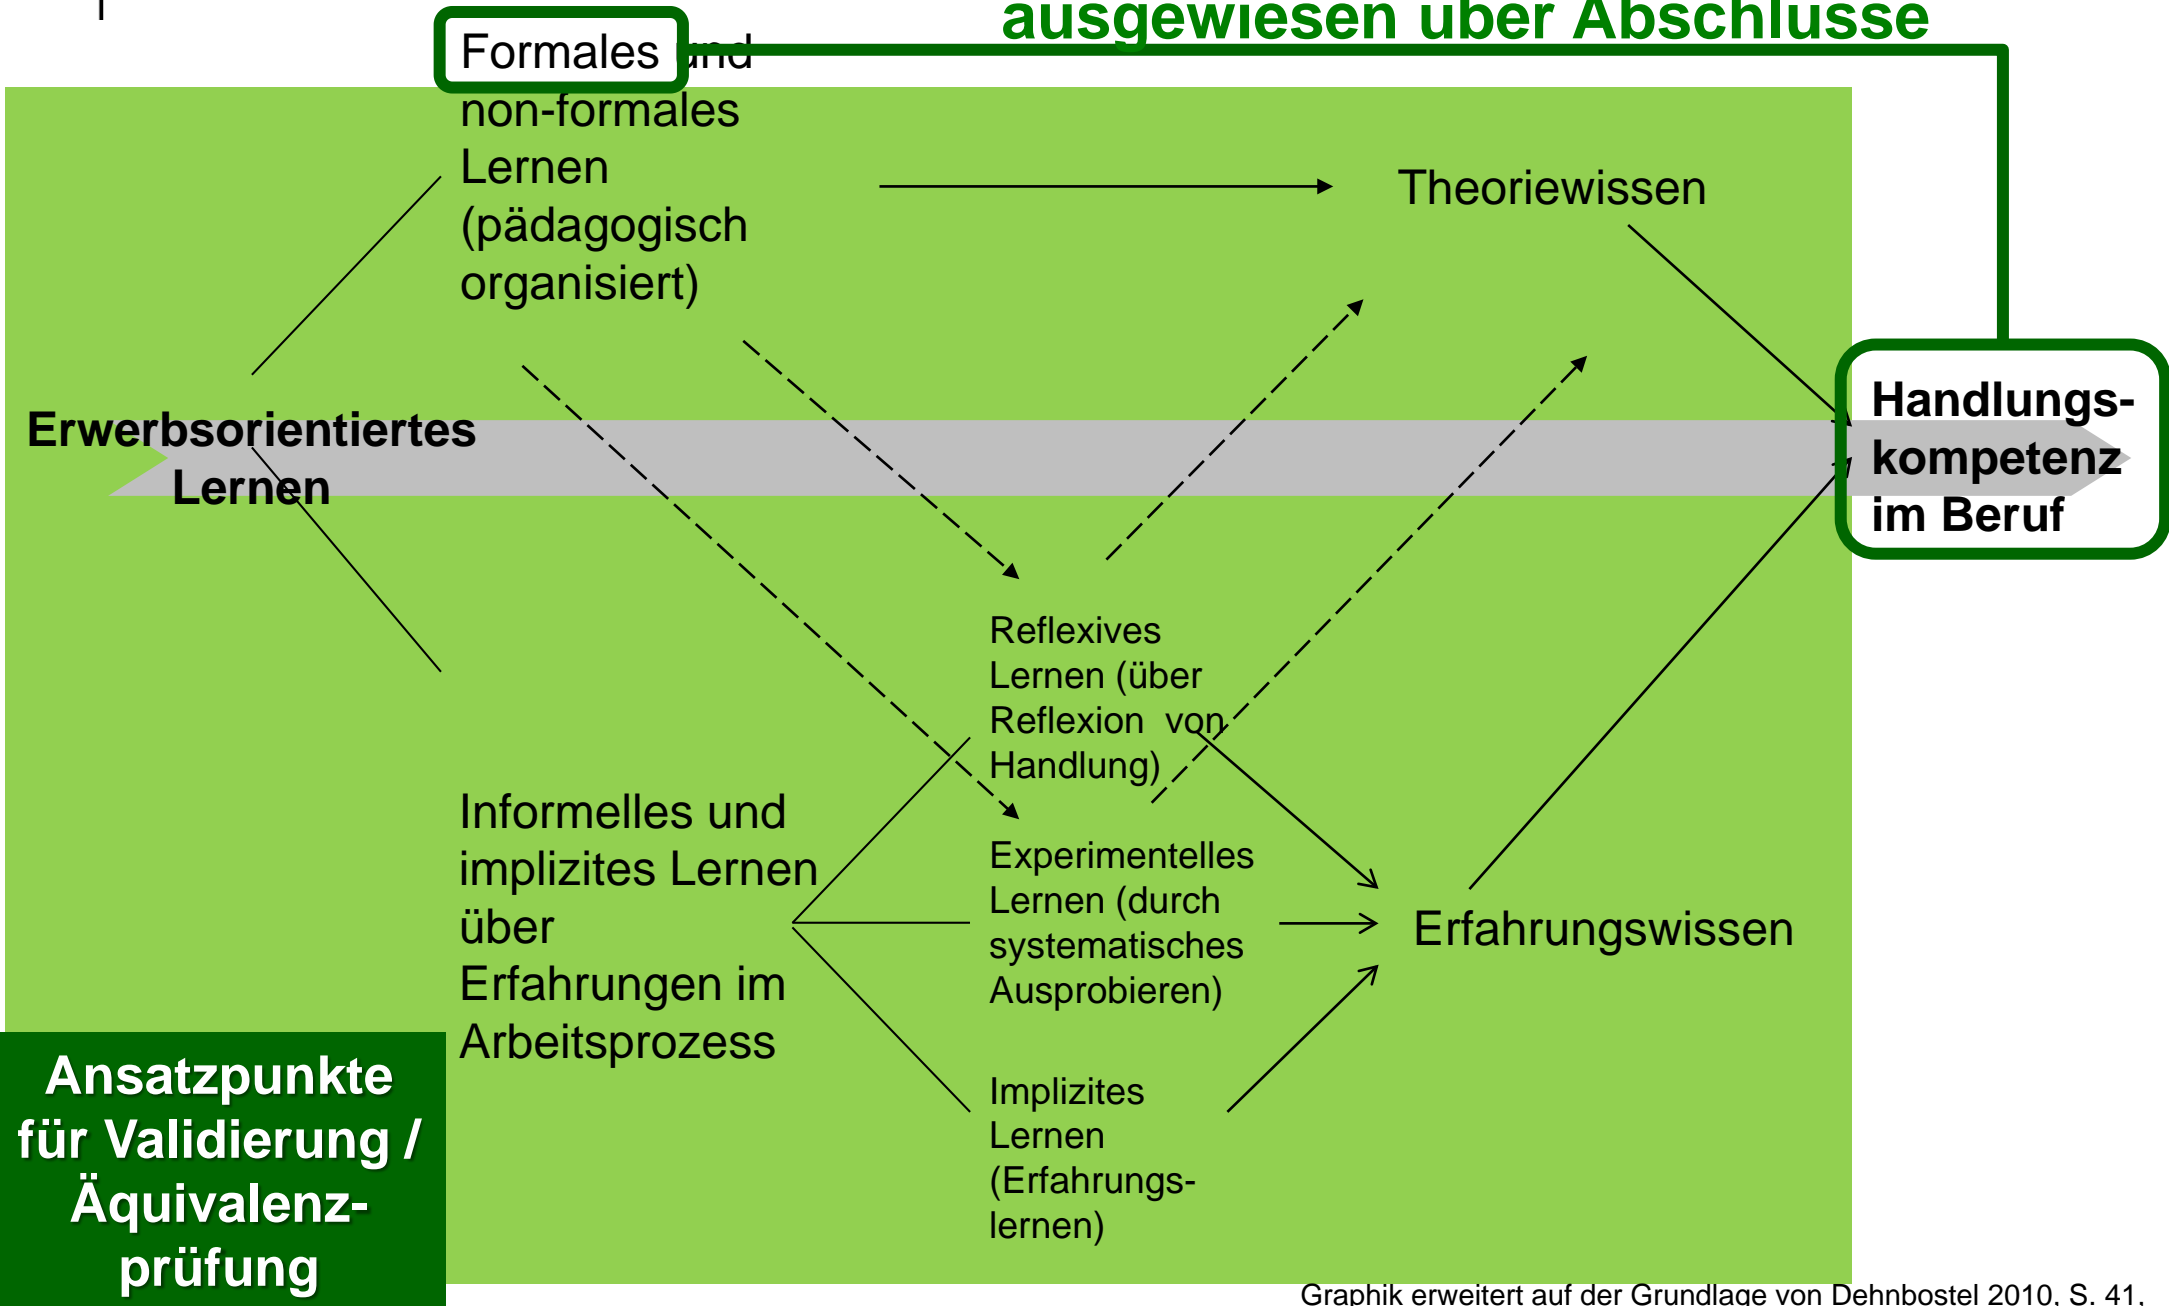 ausgewiesen über Abschlüsse
Formales und
non-formales
Lernen
(pädagogisch
organisiert)
Theoriewissen
Erwerbsorientiertes
Lernen
Handlungs-
kompetenz
im Beruf
Reflexives
Lernen (über
Reflexion von
Handlung)
Informelles und
implizites Lernen
über
Erfahrungen im
Arbeitsprozess
Experimentelles
Lernen (durch
systematisches
Ausprobieren)
Erfahrungswissen
Implizites
Lernen
(Erfahrungs-
lernen)
Ansatzpunkte
für Validierung /
Äquivalenz-
prüfung
Graphik erweitert auf der Grundlage von Dehnbostel 2010, S. 41,